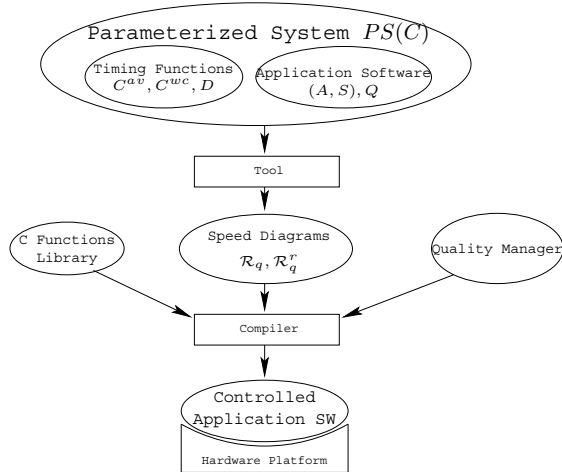 Parameterized System PS(C)
Timing Functions
C^{av}, C^{wc}, D
Application Software
(A, S), Q
Tool
C Functions
Library
Speed Diagrams
\mathcal{R}_q, \mathcal{R}_q^r
Quality Manager
Compiler
Controlled
Application SW
Hardware Platform